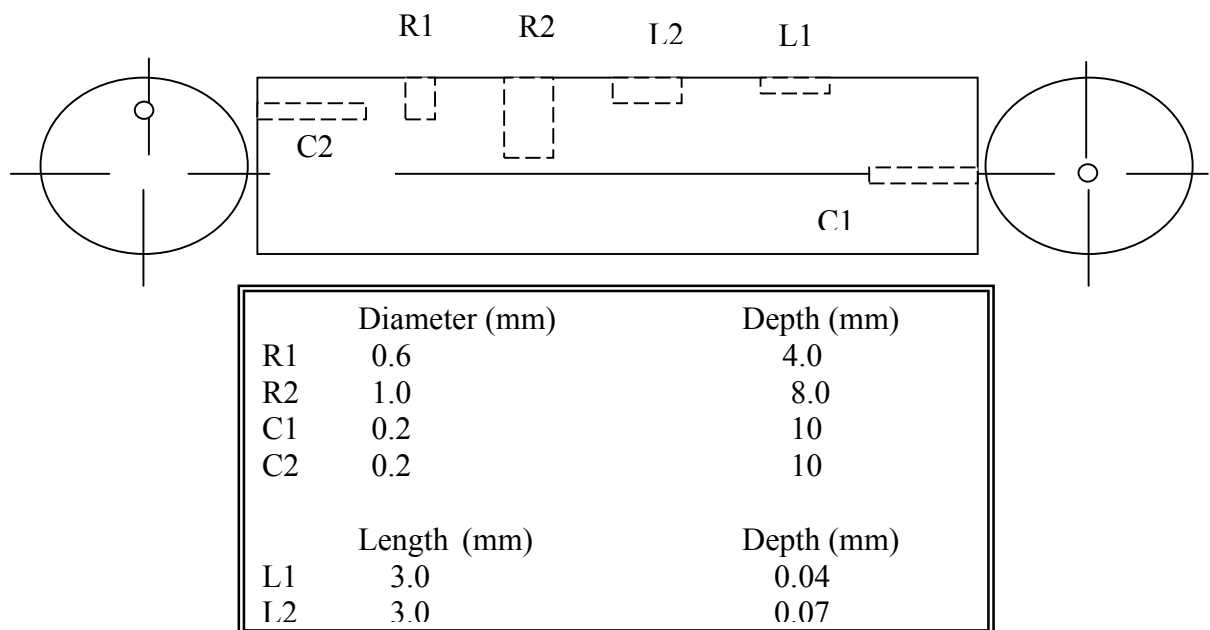 R1 R2 L2 L1
C2
C1
Diameter (mm) Depth (mm)
R1 0.6 4.0
R2 1.0 8.0
C1 0.2 10
C2 0.2 10
Length (mm) Depth (mm)
L1 3.0 0.04
L2 3.0 0.07